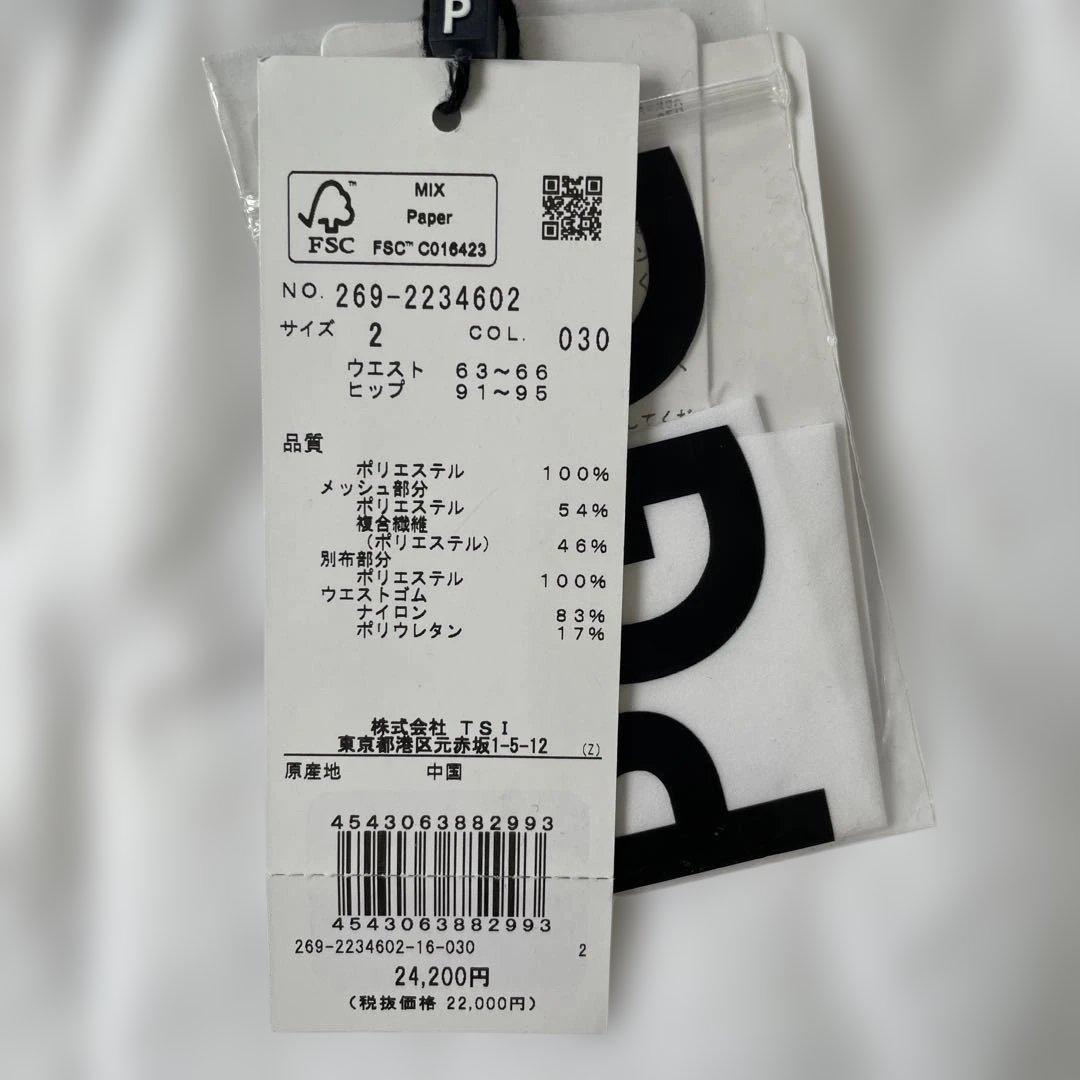 P
FSC™
MIX
Paper
FSC™ C016423
NO. 269-2234602
サイズ 2 COL. 030
ウエスト 63～66
ヒップ 91～95
品質
ポリエステル 100%
メッシュ部分
ポリエステル 54%
複合繊維
(ポリエステル) 46%
別布部分
ポリエステル 100%
ウエストゴム
ナイロン 83%
ポリウレタン 17%
株式会社 TSI
東京都港区元赤坂1-5-12 (Z)
原産地 中国
4543063882993
4543063882993
269-2234602-16-030 2
24,200円
(税抜価格 22,000円)
PG
してくだ